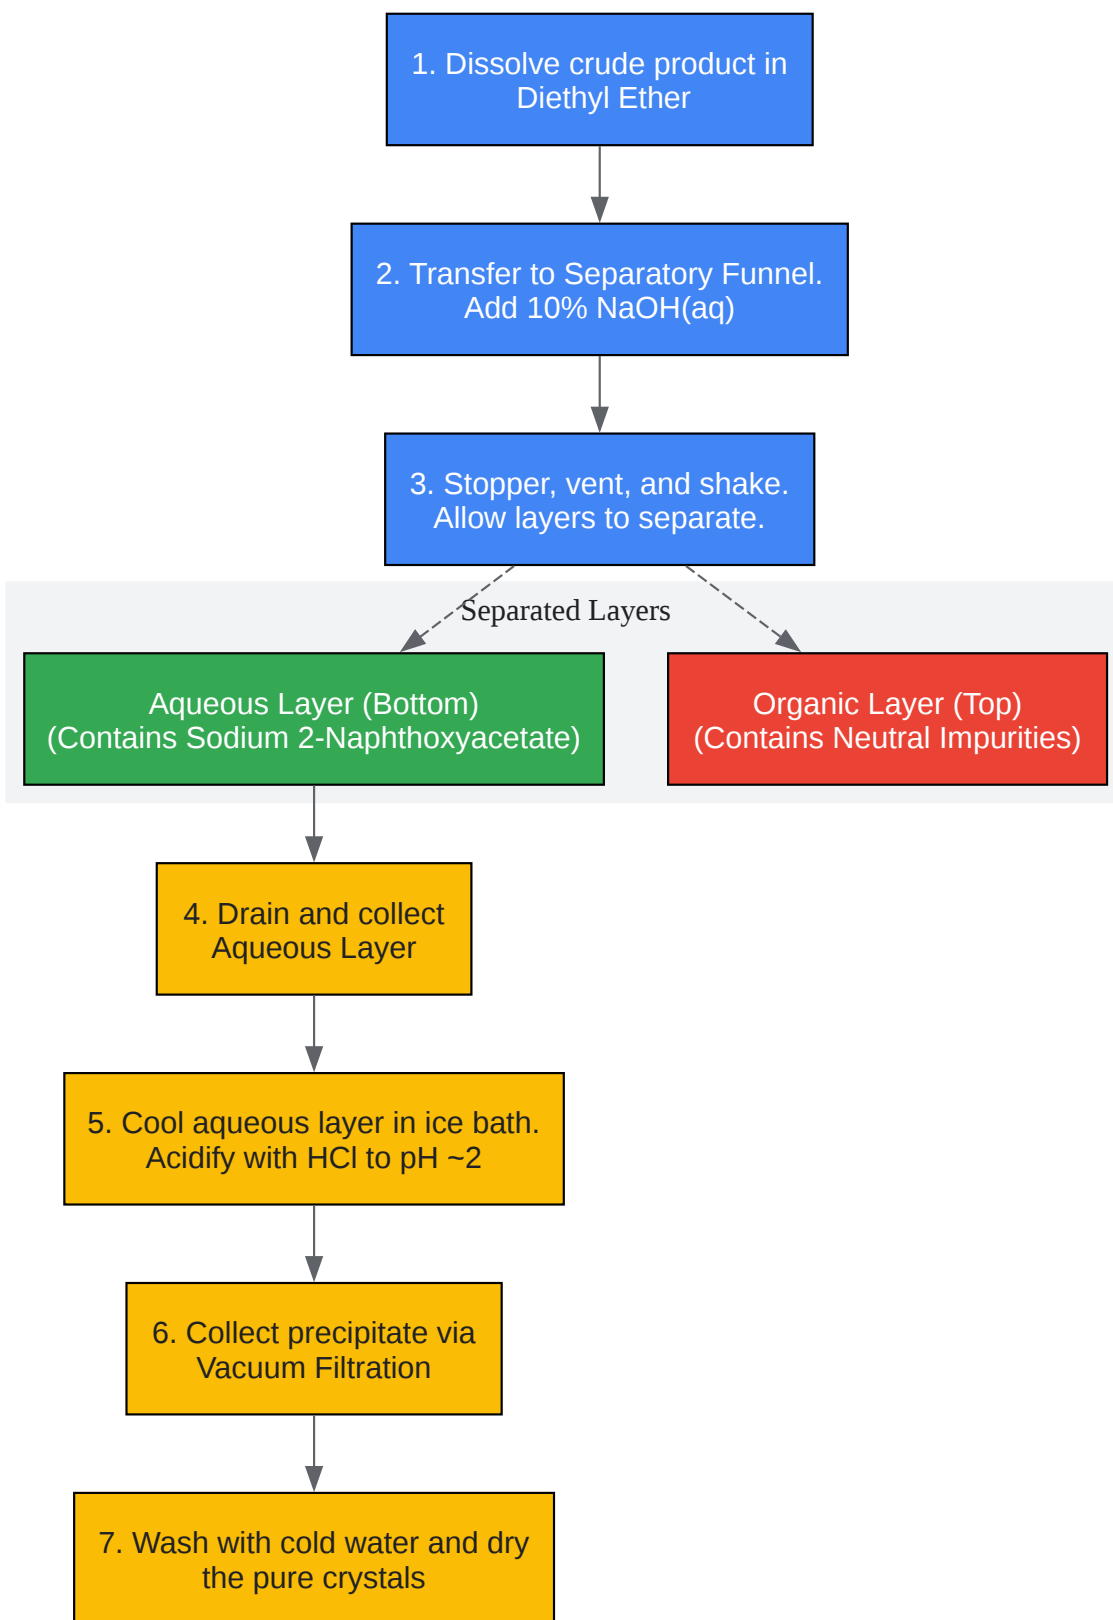 1. Dissolve crude product in
Diethyl Ether
2. Transfer to Separatory Funnel.
Add 10% NaOH(aq)
3. Stopper, vent, and shake.
Allow layers to separate.
Separated Layers
Aqueous Layer (Bottom)
(Contains Sodium 2-Naphthoxyacetate)
Organic Layer (Top)
(Contains Neutral Impurities)
4. Drain and collect
Aqueous Layer
5. Cool aqueous layer in ice bath.
Acidify with HCl to pH ~2
6. Collect precipitate via
Vacuum Filtration
7. Wash with cold water and dry
the pure crystals